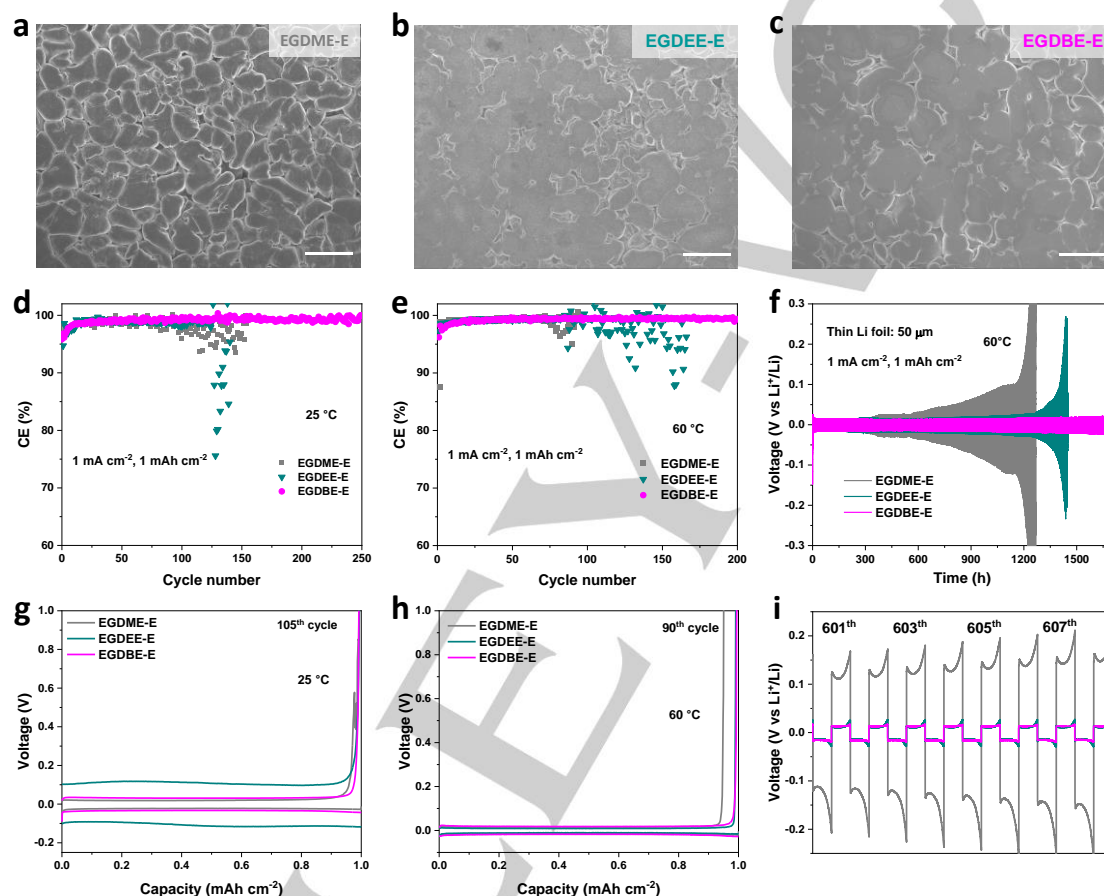 a
EGDME-E
b
EGDEE-E
c
EGDBE-E
d
100
90
80
70
60
CE (%)
25 °C
1 mA cm⁻², 1 mAh cm⁻²
EGDME-E
EGDEE-E
EGDBE-E
0 50 100 150 200 250
Cycle number
e
100
90
80
70
60
CE (%)
60 °C
1 mA cm⁻², 1 mAh cm⁻²
EGDME-E
EGDEE-E
EGDBE-E
0 50 100 150 200
Cycle number
f
0.3
0.2
0.1
0.0
-0.1
-0.2
-0.3
Voltage (V vs Li⁺/Li)
Thin Li foil: 50 μm
60°C
1 mA cm⁻², 1 mAh cm⁻²
EGDME-E
EGDEE-E
EGDBE-E
0 300 600 900 1200 1500
Time (h)
g
1.0
0.8
0.6
0.4
0.2
0.0
-0.2
Voltage (V)
EGDME-E
EGDEE-E
EGDBE-E
105th cycle
25 °C
0.0 0.2 0.4 0.6 0.8 1.0
Capacity (mAh cm⁻²)
h
1.0
0.8
0.6
0.4
0.2
0.0
Voltage (V)
EGDME-E
EGDEE-E
EGDBE-E
90th cycle
60 °C
0.0 0.2 0.4 0.6 0.8 1.0
Capacity (mAh cm⁻²)
i
0.2
0.1
0.0
-0.1
-0.2
Voltage (V vs Li⁺/Li)
601th 603th 605th 607th